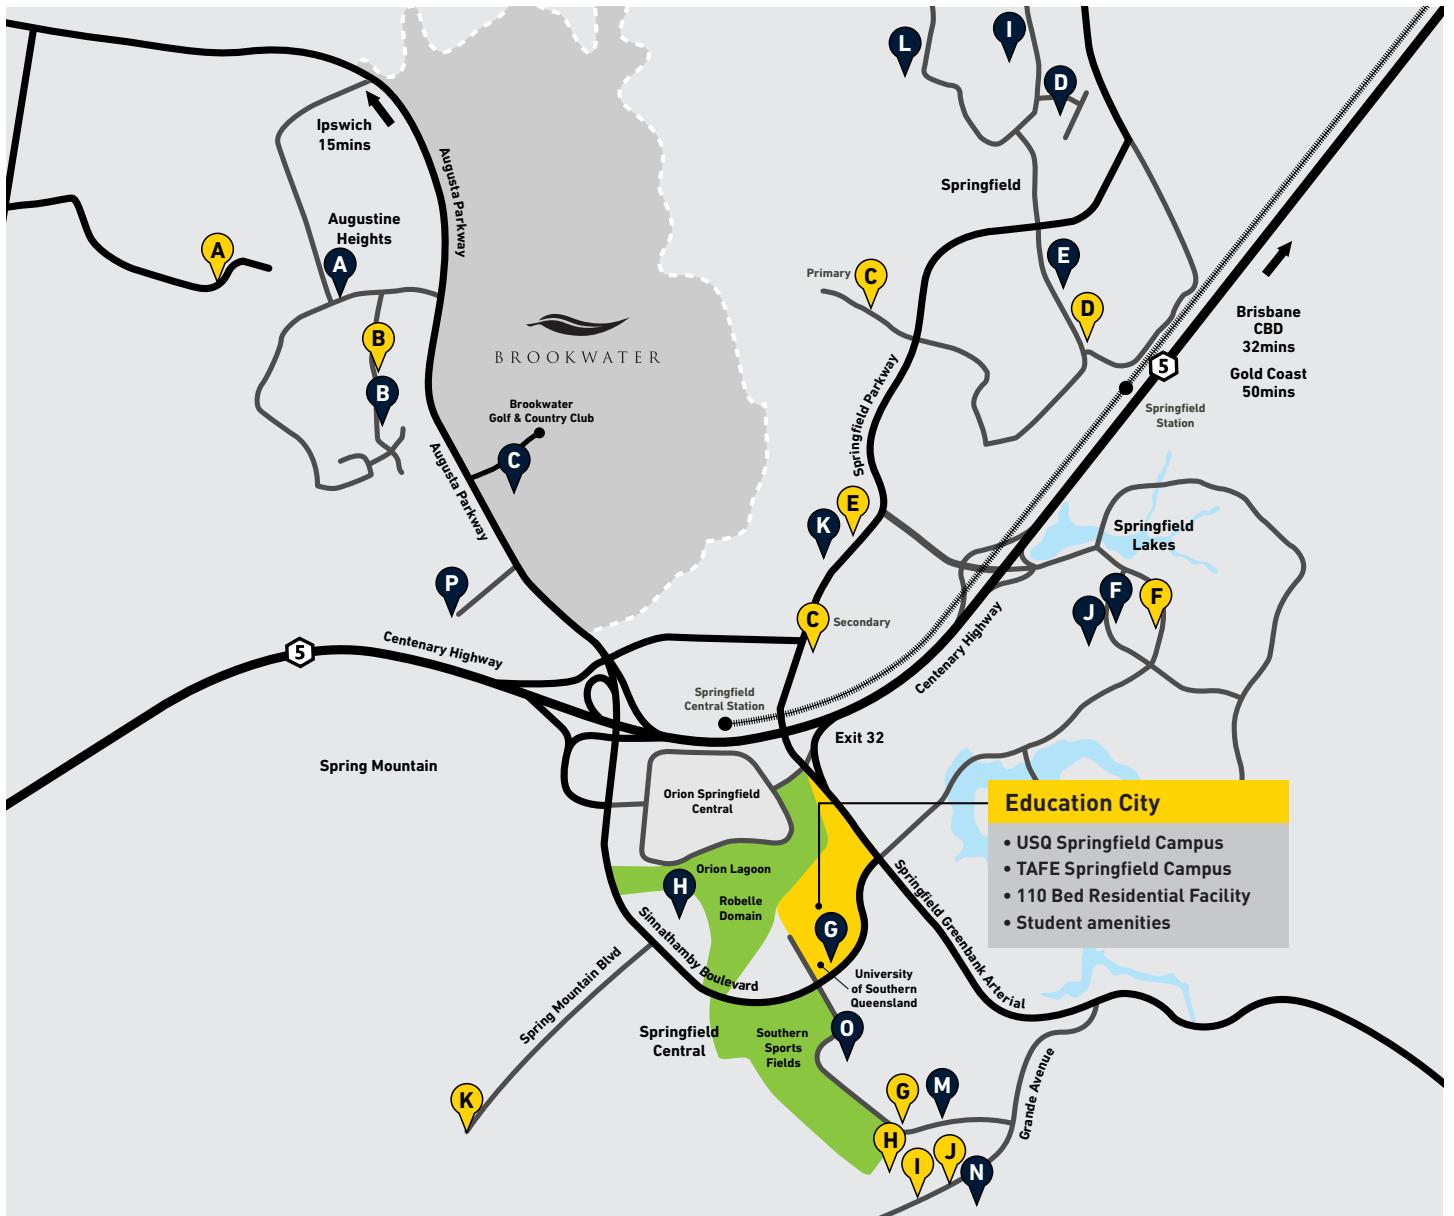 L
I
D
Ipswich
15mins
Augusta Parkway
Springfield
Augustine
Heights
A
A
E
Primary
C
D
Brisbane
CBD
32mins
Gold Coast
50mins
B
BROOKWATER
5
B
Brookwater
Golf & Country Club
Springfield Parkway
Springfield
Station
C
Augusta Parkway
E
K
Springfield
Lakes
P
F
F
J
C
Secondary
5
Centenary Highway
Centenary Highway
Springfield
Central Station
Exit 32
Spring Mountain
Orion Springfield
Central
Education City
• USQ Springfield Campus
• TAFE Springfield Campus
• 110 Bed Residential Facility
• Student amenities
Orion Lagoon
H
Robelle
Domain
G
Sinnathamby Boulevard
Springfield Greenbank Arterial
University
of Southern
Queensland
Spring Mountain Blvd
Springfield
Central
Southern
Sports
Fields
O
K
G
M
Grande Avenue
H
I
J
N